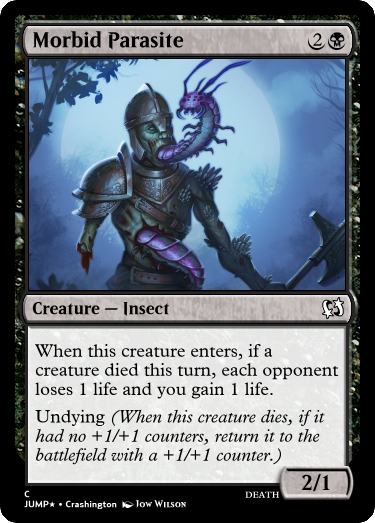 Morbid Parasite 2
Creature — Insect
When this creature enters, if a
creature died this turn, each opponent
loses 1 life and you gain 1 life.
Undying (When this creature dies, if it
had no +1/+1 counters, return it to the
battlefield with a +1/+1 counter.)
2/1
C
DEATH
JUMP★ • Crashington Jow Wilson